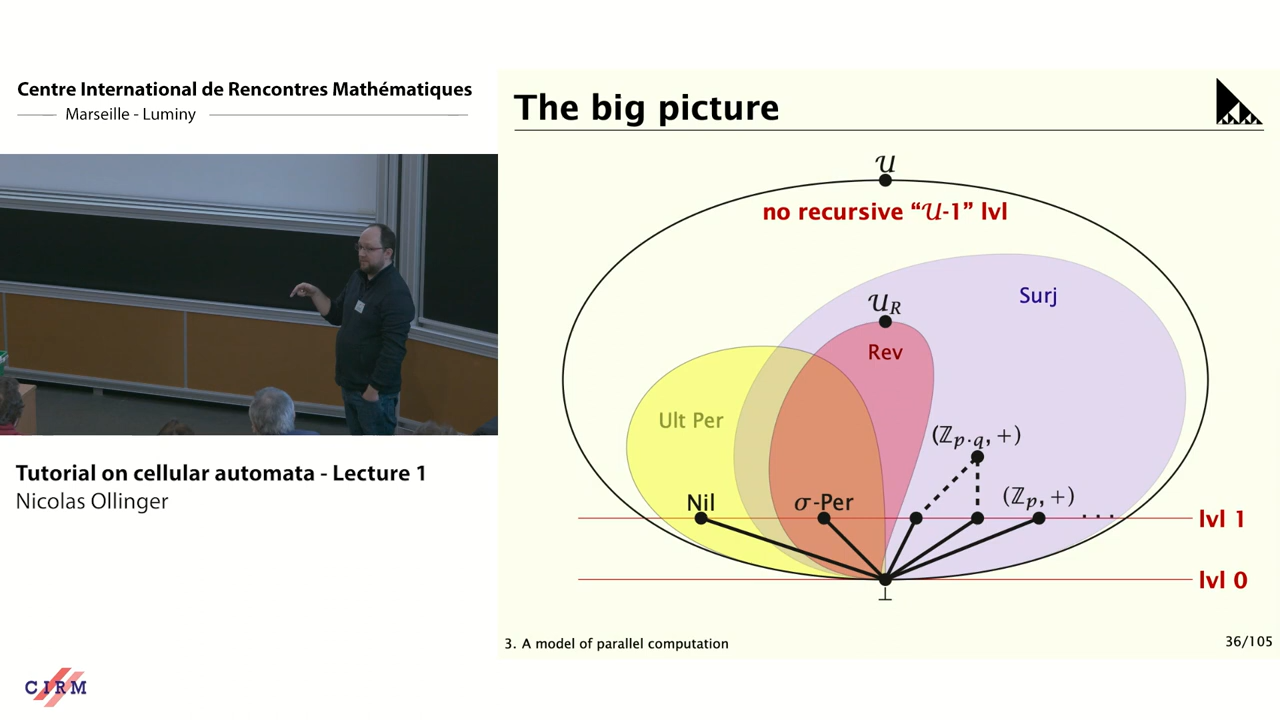 Centre International de Rencontres Mathématiques
Marseille - Luminy
Tutorial on cellular automata - Lecture 1
Nicolas Ollinger
CIRM
The big picture
𝒰
no recursive “𝒰-1” lvl
Surj
𝒰_R
Rev
Ult Per
(ℤ_{p·q}, +)
Nil
σ-Per
(ℤ_p, +)
...
lvl 1
lvl 0
⊥
3. A model of parallel computation
36/105